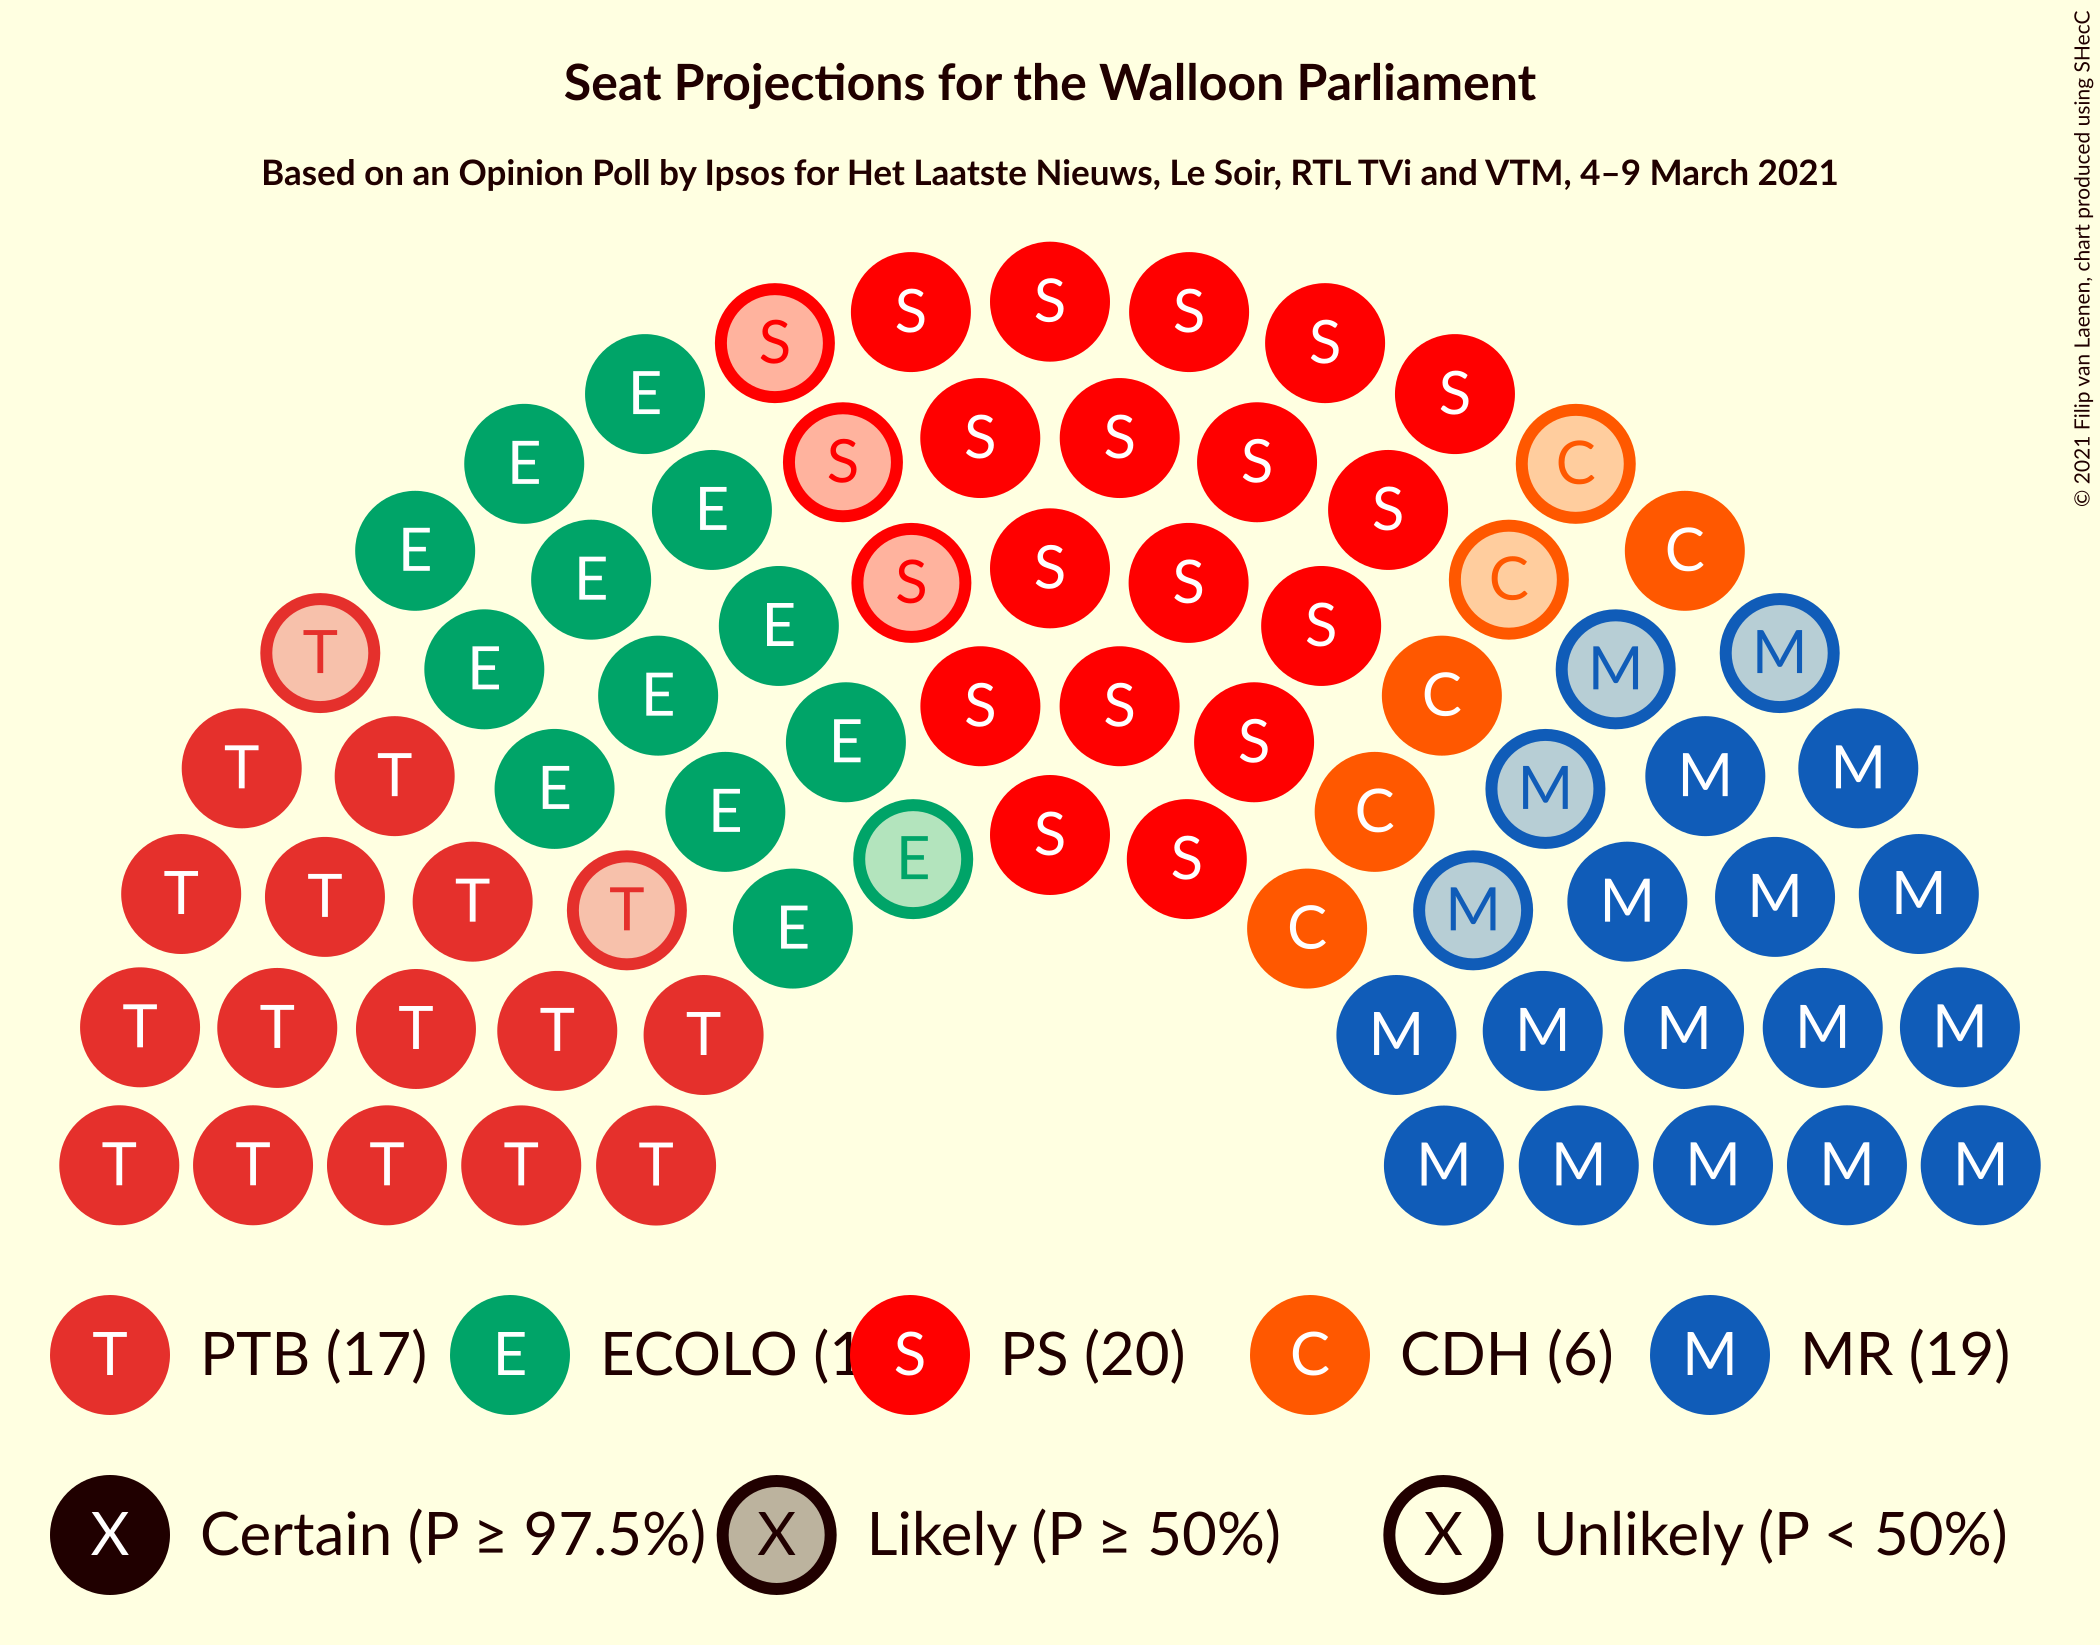 Seat Projections for the Walloon Parliament
Based on an Opinion Poll by Ipsos for Het Laatste Nieuws, Le Soir, RTL TVi and VTM, 4–9 March 2021
© 2021 Filip van Laenen, chart produced using SHecC
S S S S S S S
E S S S S S E C
E E S S S S C C
E E S S S S C M
T E E S S S C M M
T T E E E S S C M M M
T T T T E E S S C M M M M
T T T T T M M M M M
T T T T T M M M M M
T PTB (17) E ECOLO (1 S PS (20) C CDH (6) M MR (19)
X Certain (P ≥ 97.5%) X Likely (P ≥ 50%) X Unlikely (P < 50%)